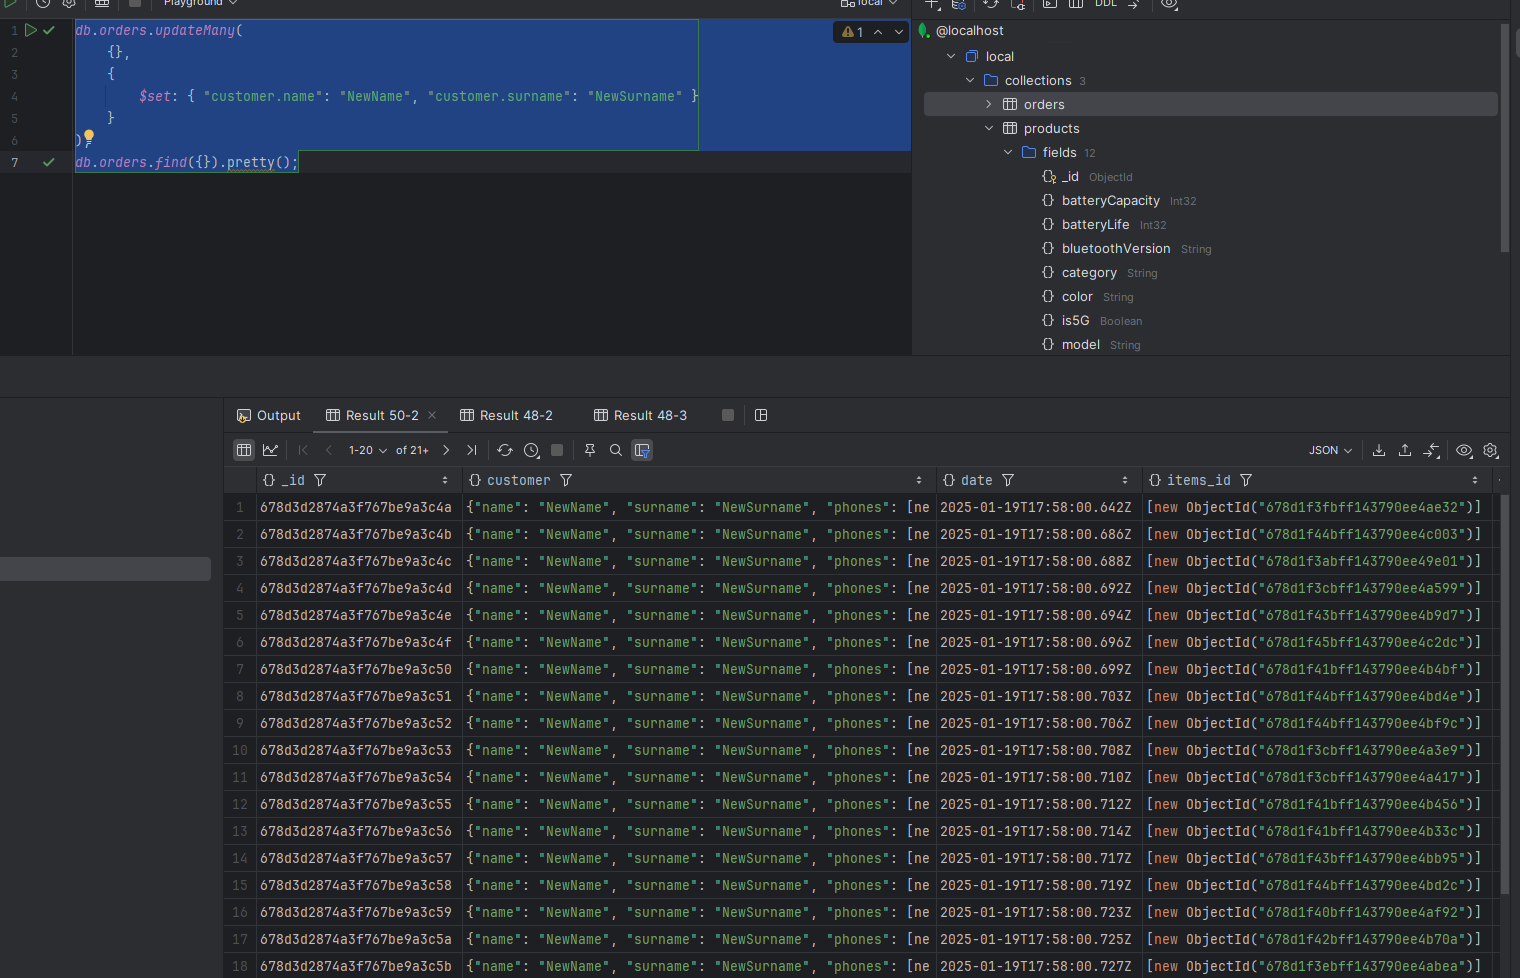 Playground
local
DDL
1 db.orders.updateMany(
2 {},
3 {
4 $set: { "customer.name": "NewName", "customer.surname": "NewSurname" }
5 }
6 );
7 db.orders.find({}).pretty();
1
@localhost
local
collections 3
orders
products
fields 12
_id ObjectId
batteryCapacity Int32
batteryLife Int32
bluetoothVersion String
category String
color String
is5G Boolean
model String
Output Result 50-2 Result 48-2 Result 48-3
1-20 of 21+ JSON
{} _id {} customer {} date {} items_id
1 678d3d2874a3f767be9a3c4a {"name": "NewName", "surname": "NewSurname", "phones": [ne 2025-01-19T17:58:00.642Z [new ObjectId("678d1f3fbff143790ee4ae32")]
2 678d3d2874a3f767be9a3c4b {"name": "NewName", "surname": "NewSurname", "phones": [ne 2025-01-19T17:58:00.686Z [new ObjectId("678d1f44bff143790ee4c003")]
3 678d3d2874a3f767be9a3c4c {"name": "NewName", "surname": "NewSurname", "phones": [ne 2025-01-19T17:58:00.688Z [new ObjectId("678d1f3abff143790ee49e01")]
4 678d3d2874a3f767be9a3c4d {"name": "NewName", "surname": "NewSurname", "phones": [ne 2025-01-19T17:58:00.692Z [new ObjectId("678d1f3cbff143790ee4a599")]
5 678d3d2874a3f767be9a3c4e {"name": "NewName", "surname": "NewSurname", "phones": [ne 2025-01-19T17:58:00.694Z [new ObjectId("678d1f43bff143790ee4b9d7")]
6 678d3d2874a3f767be9a3c4f {"name": "NewName", "surname": "NewSurname", "phones": [ne 2025-01-19T17:58:00.696Z [new ObjectId("678d1f45bff143790ee4c2dc")]
7 678d3d2874a3f767be9a3c50 {"name": "NewName", "surname": "NewSurname", "phones": [ne 2025-01-19T17:58:00.699Z [new ObjectId("678d1f41bff143790ee4b4bf")]
8 678d3d2874a3f767be9a3c51 {"name": "NewName", "surname": "NewSurname", "phones": [ne 2025-01-19T17:58:00.703Z [new ObjectId("678d1f44bff143790ee4bd4e")]
9 678d3d2874a3f767be9a3c52 {"name": "NewName", "surname": "NewSurname", "phones": [ne 2025-01-19T17:58:00.706Z [new ObjectId("678d1f44bff143790ee4bf9c")]
10 678d3d2874a3f767be9a3c53 {"name": "NewName", "surname": "NewSurname", "phones": [ne 2025-01-19T17:58:00.708Z [new ObjectId("678d1f3cbff143790ee4a3e9")]
11 678d3d2874a3f767be9a3c54 {"name": "NewName", "surname": "NewSurname", "phones": [ne 2025-01-19T17:58:00.710Z [new ObjectId("678d1f3cbff143790ee4a417")]
12 678d3d2874a3f767be9a3c55 {"name": "NewName", "surname": "NewSurname", "phones": [ne 2025-01-19T17:58:00.712Z [new ObjectId("678d1f41bff143790ee4b456")]
13 678d3d2874a3f767be9a3c56 {"name": "NewName", "surname": "NewSurname", "phones": [ne 2025-01-19T17:58:00.714Z [new ObjectId("678d1f41bff143790ee4b33c")]
14 678d3d2874a3f767be9a3c57 {"name": "NewName", "surname": "NewSurname", "phones": [ne 2025-01-19T17:58:00.717Z [new ObjectId("678d1f43bff143790ee4bb95")]
15 678d3d2874a3f767be9a3c58 {"name": "NewName", "surname": "NewSurname", "phones": [ne 2025-01-19T17:58:00.719Z [new ObjectId("678d1f44bff143790ee4bd2c")]
16 678d3d2874a3f767be9a3c59 {"name": "NewName", "surname": "NewSurname", "phones": [ne 2025-01-19T17:58:00.723Z [new ObjectId("678d1f40bff143790ee4af92")]
17 678d3d2874a3f767be9a3c5a {"name": "NewName", "surname": "NewSurname", "phones": [ne 2025-01-19T17:58:00.725Z [new ObjectId("678d1f42bff143790ee4b70a")]
18 678d3d2874a3f767be9a3c5b {"name": "NewName", "surname": "NewSurname", "phones": [ne 2025-01-19T17:58:00.727Z [new ObjectId("678d1f3ebff143790ee4abea")]